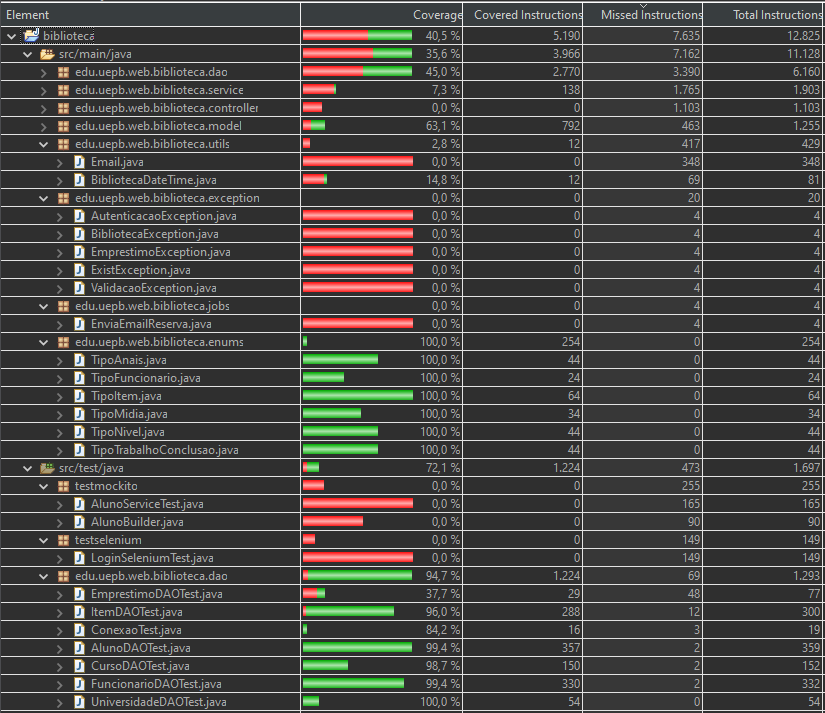 Element Coverage Covered Instructions Missed Instructions Total Instructions
biblioteca 40,5 % 5.190 7.635 12.825
src/main/java 35,6 % 3.966 7.162 11.128
edu.uepb.web.biblioteca.dao 45,0 % 2.770 3.390 6.160
edu.uepb.web.biblioteca.service 7,3 % 138 1.765 1.903
edu.uepb.web.biblioteca.controller 0,0 % 0 1.103 1.103
edu.uepb.web.biblioteca.model 63,1 % 792 463 1.255
edu.uepb.web.biblioteca.utils 2,8 % 12 417 429
Email.java 0,0 % 0 348 348
BibliotecaDateTime.java 14,8 % 12 69 81
edu.uepb.web.biblioteca.exception 0,0 % 0 20 20
AutenticacaoException.java 0,0 % 0 4 4
BibliotecaException.java 0,0 % 0 4 4
EmprestimoException.java 0,0 % 0 4 4
ExistException.java 0,0 % 0 4 4
ValidacaoException.java 0,0 % 0 4 4
edu.uepb.web.biblioteca.jobs 0,0 % 0 4 4
EnviaEmailReserva.java 0,0 % 0 4 4
edu.uepb.web.biblioteca.enums 100,0 % 254 0 254
TipoAnais.java 100,0 % 44 0 44
TipoFuncionario.java 100,0 % 24 0 24
TipoItem.java 100,0 % 64 0 64
TipoMidia.java 100,0 % 34 0 34
TipoNivel.java 100,0 % 44 0 44
TipoTrabalhoConclusao.java 100,0 % 44 0 44
src/test/java 72,1 % 1.224 473 1.697
testmockito 0,0 % 0 255 255
AlunoServiceTest.java 0,0 % 0 165 165
AlunoBuilder.java 0,0 % 0 90 90
testselenium 0,0 % 0 149 149
LoginSeleniumTest.java 0,0 % 0 149 149
edu.uepb.web.biblioteca.dao 94,7 % 1.224 69 1.293
EmprestimoDAOTest.java 37,7 % 29 48 77
ItemDAOTest.java 96,0 % 288 12 300
ConexaoTest.java 84,2 % 16 3 19
AlunoDAOTest.java 99,4 % 357 2 359
CursoDAOTest.java 98,7 % 150 2 152
FuncionarioDAOTest.java 99,4 % 330 2 332
UniversidadeDAOTest.java 100,0 % 54 0 54